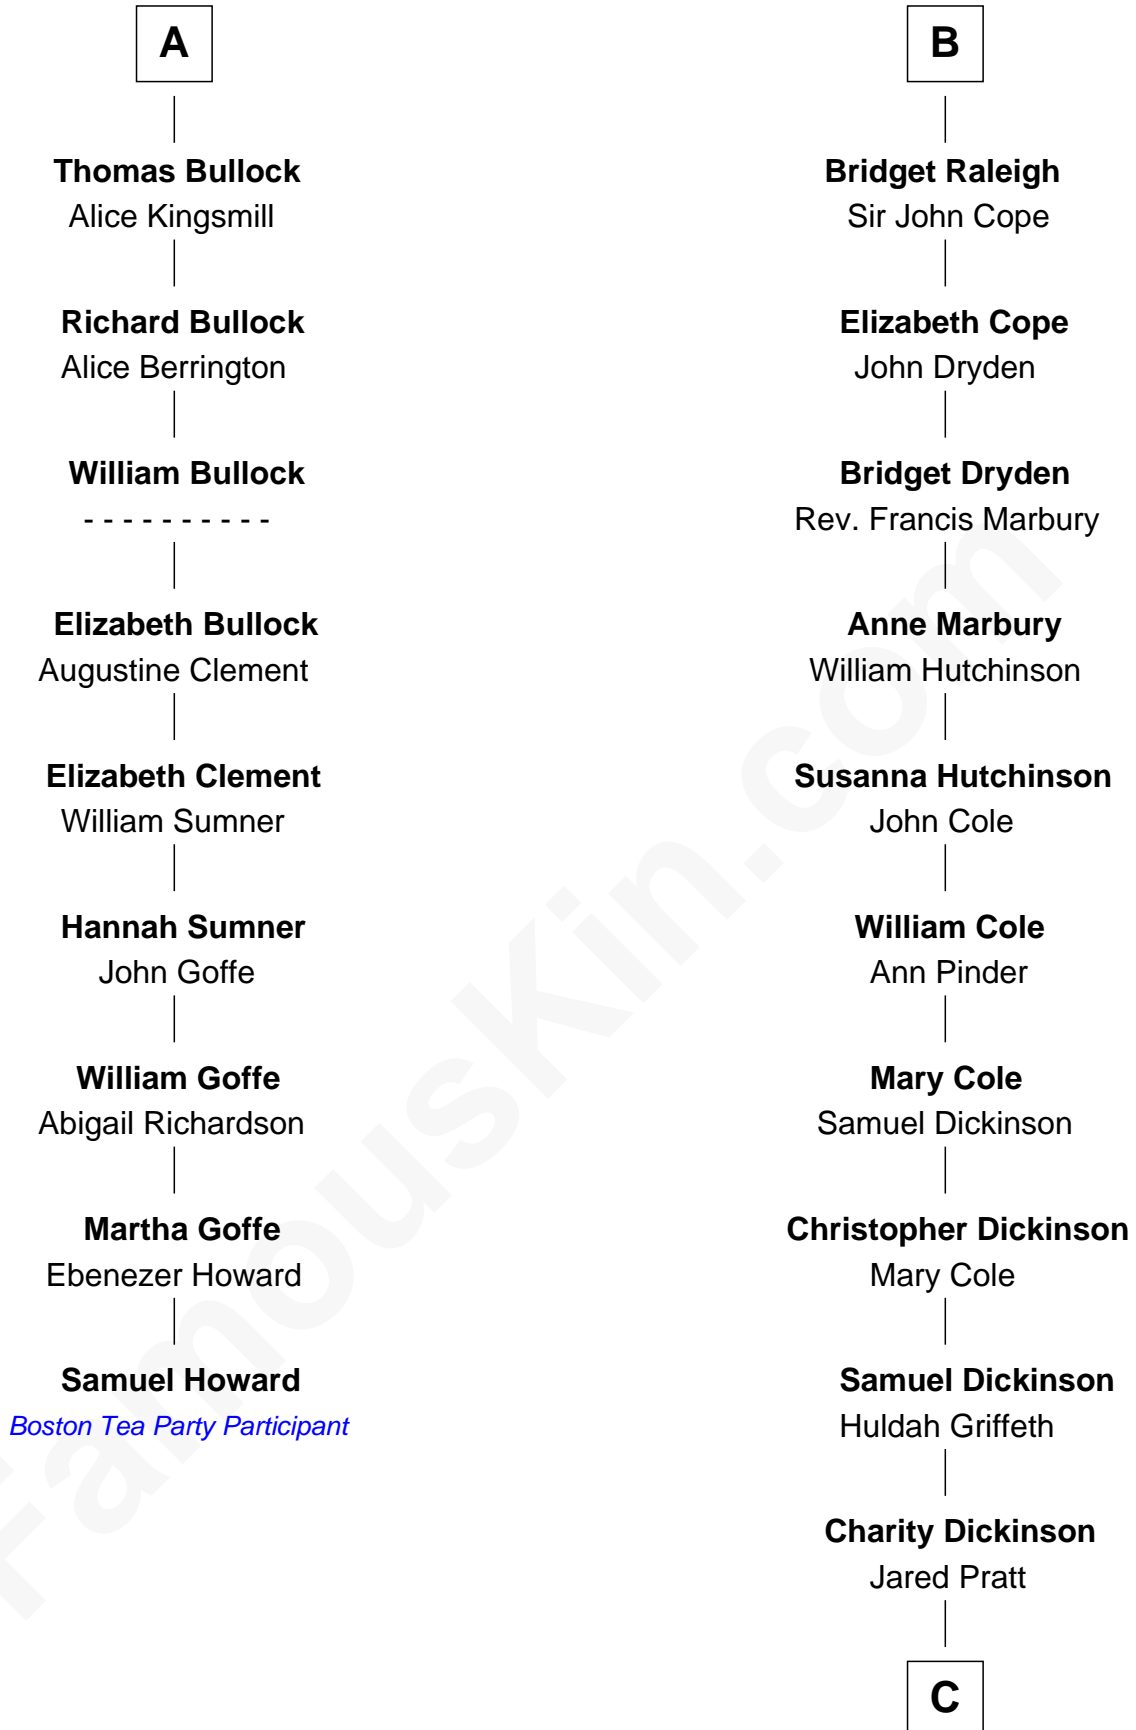 A
Thomas Bullock
Alice Kingsmill
Richard Bullock
Alice Berrington
William Bullock
- - - - - - - - - -
Elizabeth Bullock
Augustine Clement
Elizabeth Clement
William Sumner
Hannah Sumner
John Goffe
William Goffe
Abigail Richardson
Martha Goffe
Ebenezer Howard
Samuel Howard
Boston Tea Party Participant
B
Bridget Raleigh
Sir John Cope
Elizabeth Cope
John Dryden
Bridget Dryden
Rev. Francis Marbury
Anne Marbury
William Hutchinson
Susanna Hutchinson
John Cole
William Cole
Ann Pinder
Mary Cole
Samuel Dickinson
Christopher Dickinson
Mary Cole
Samuel Dickinson
Huldah Griffeth
Charity Dickinson
Jared Pratt
C
FamousKin.com